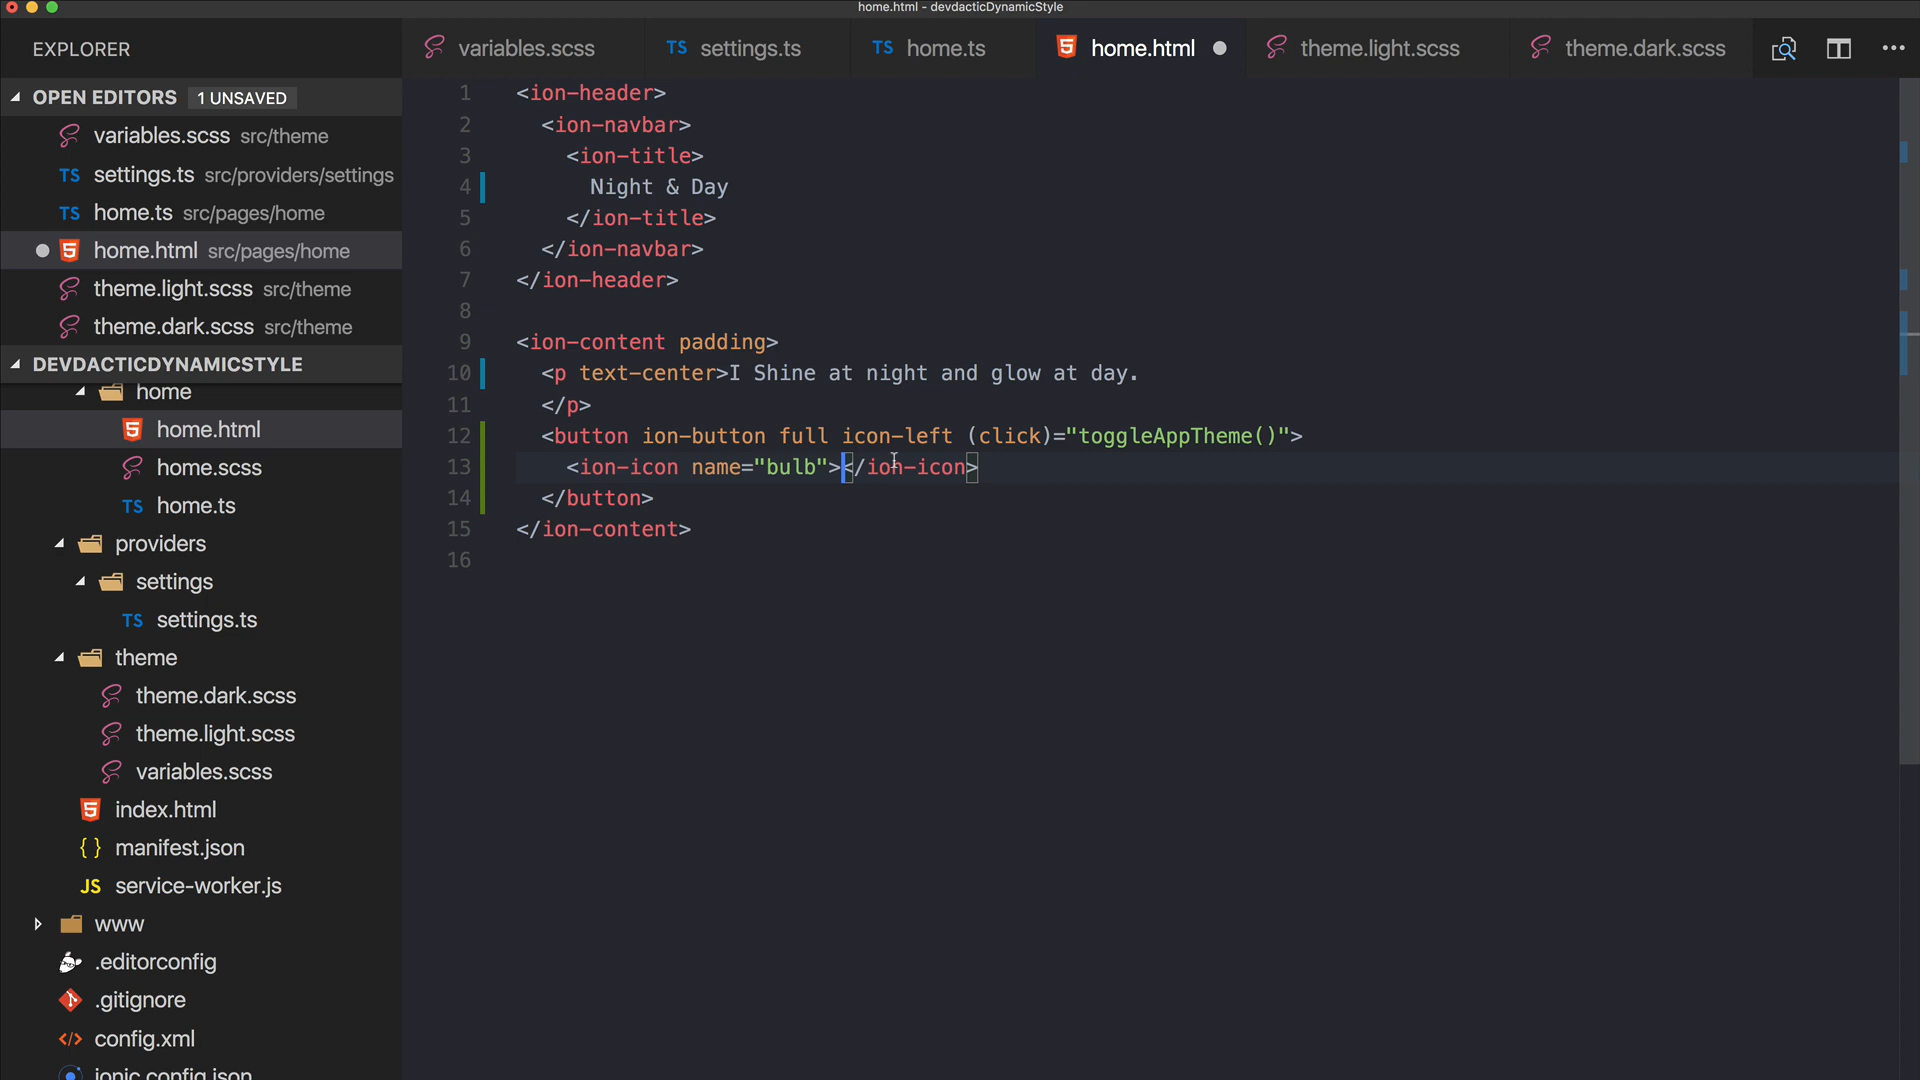 home.html - devdacticDynamicStyle
EXPLORER
variables.scss
TS settings.ts
TS home.ts
home.html
theme.light.scss
theme.dark.scss
OPEN EDITORS 1 UNSAVED
variables.scss src/theme
TS settings.ts src/providers/settings
TS home.ts src/pages/home
home.html src/pages/home
theme.light.scss src/theme
theme.dark.scss src/theme
DEVDACTICDYNAMICSTYLE
home
home.html
home.scss
TS home.ts
providers
settings
TS settings.ts
theme
theme.dark.scss
theme.light.scss
variables.scss
index.html
{ } manifest.json
JS service-worker.js
www
.editorconfig
.gitignore
</> config.xml
ionic.config.json
1 <ion-header>
2 <ion-navbar>
3 <ion-title>
4 Night & Day
5 </ion-title>
6 </ion-navbar>
7 </ion-header>
8
9 <ion-content padding>
10 <p text-center>I Shine at night and glow at day.
11 </p>
12 <button ion-button full icon-left (click)="toggleAppTheme()">
13 <ion-icon name="bulb"></ion-icon>
14 </button>
15 </ion-content>
16